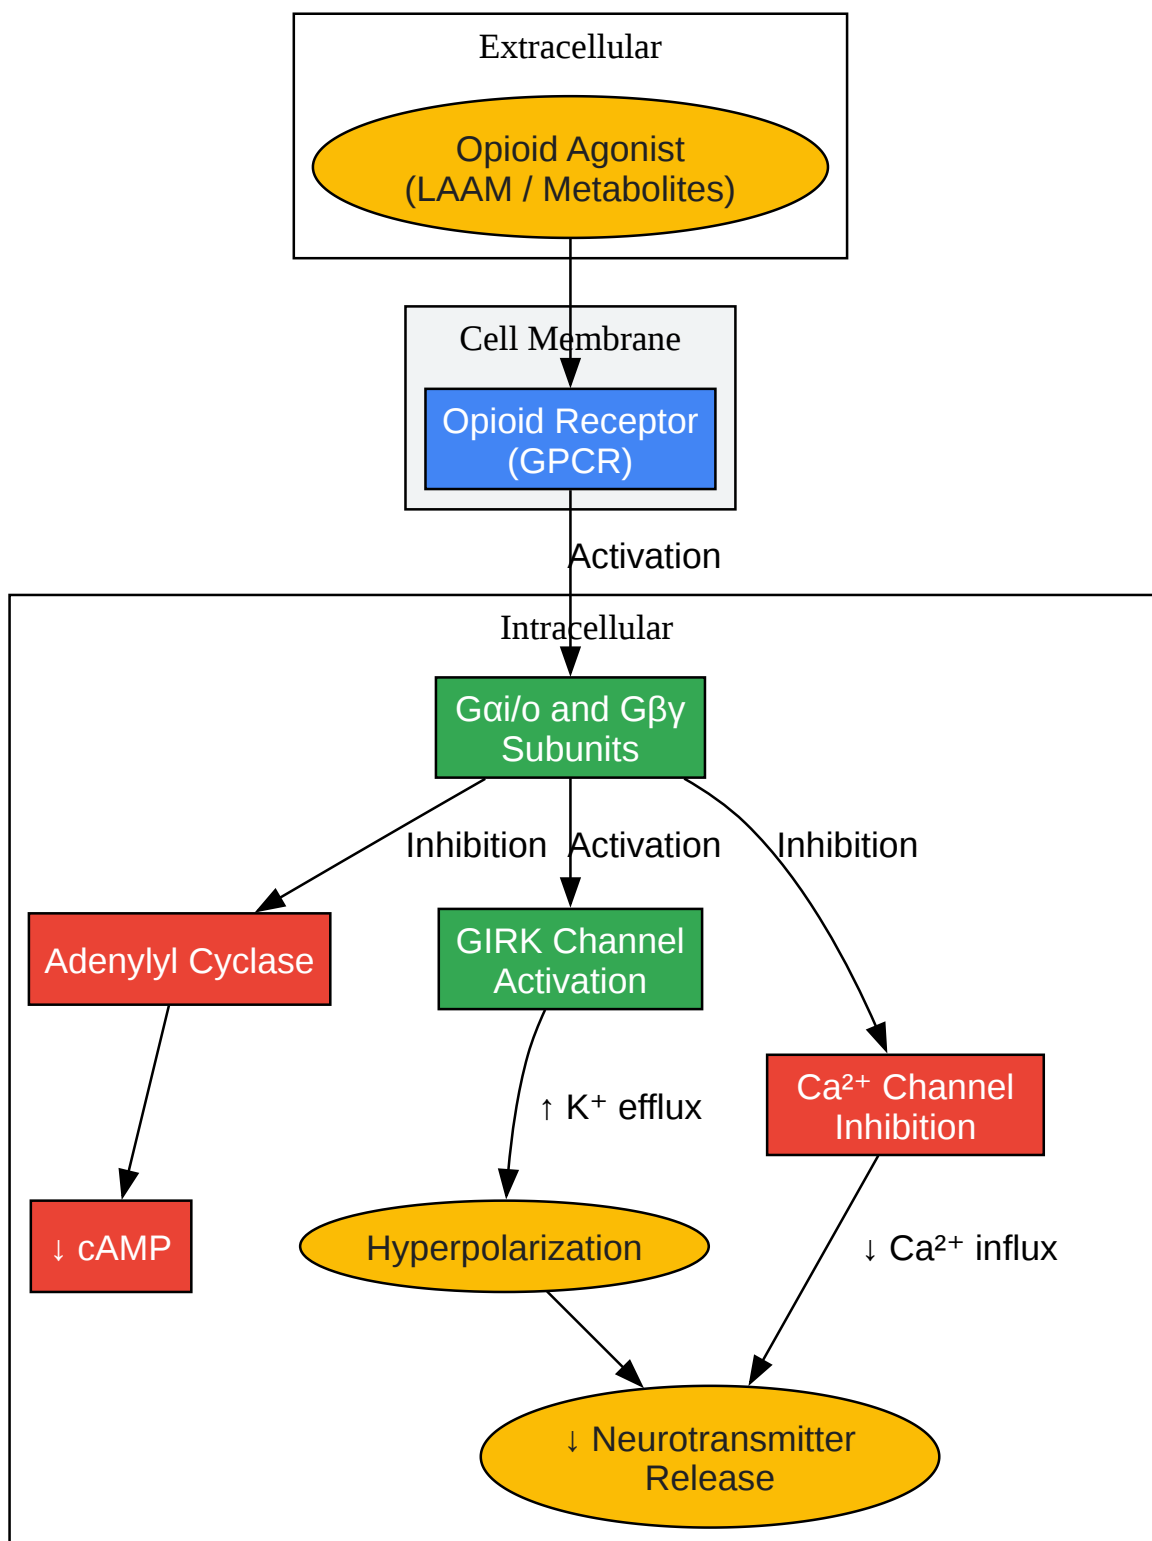 Extracellular
Opioid Agonist
(LAAM / Metabolites)
Cell Membrane
Opioid Receptor
(GPCR)
Activation
Intracellular
Gαi/o and Gβγ
Subunits
Inhibition
Activation
Inhibition
Adenylyl Cyclase
GIRK Channel
Activation
Ca²⁺ Channel
Inhibition
↑ K⁺ efflux
↓ cAMP
Hyperpolarization
↓ Ca²⁺ influx
↓ Neurotransmitter
Release